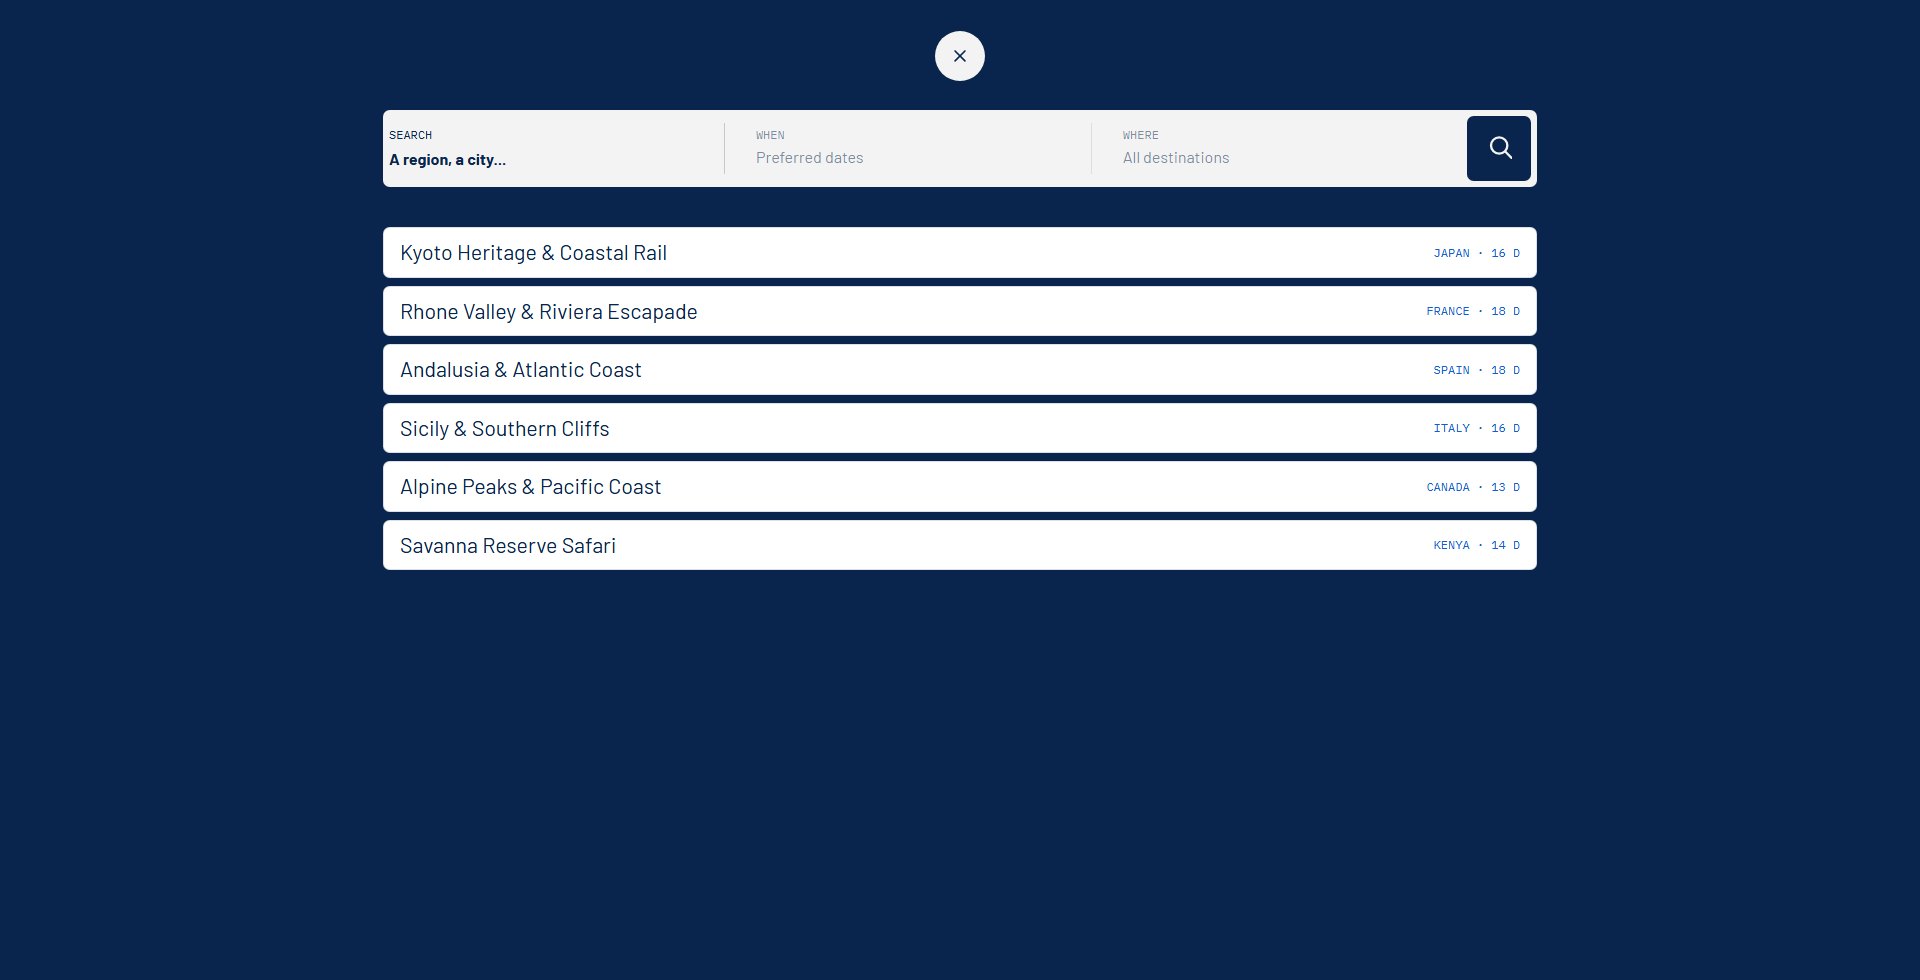 SEARCH
A region, a city...
WHEN
Preferred dates
WHERE
All destinations
Kyoto Heritage & Coastal Rail
JAPAN · 16 D
Rhone Valley & Riviera Escapade
FRANCE · 18 D
Andalusia & Atlantic Coast
SPAIN · 18 D
Sicily & Southern Cliffs
ITALY · 16 D
Alpine Peaks & Pacific Coast
CANADA · 13 D
Savanna Reserve Safari
KENYA · 14 D